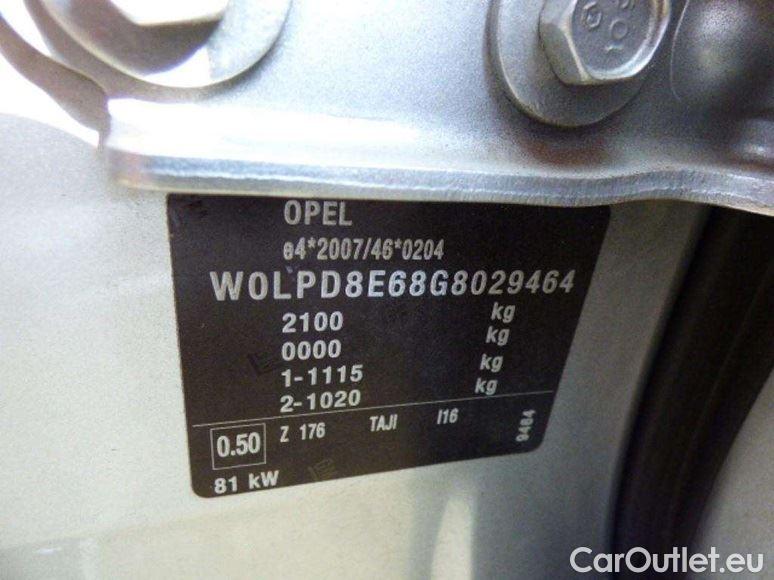 OPEL
e4*2007/46*0204
W0LPD8E68G8029464
2100 kg
0000 kg
1-1115 kg
2-1020 kg
0.50 Z 176 TAJI I16 9464
81 kW
CarOutlet.eu